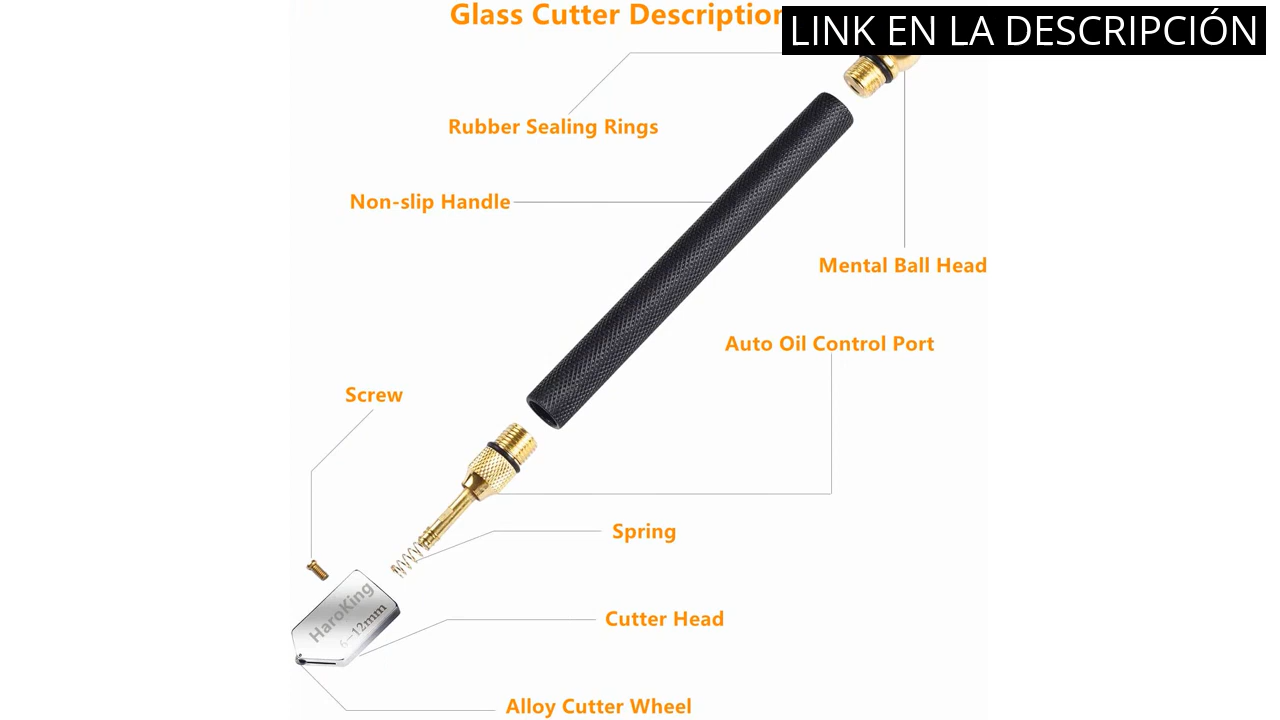 Glass Cutter Description
LINK EN LA DESCRIPCIÓN
Rubber Sealing Rings
Non-slip Handle
Mental Ball Head
Auto Oil Control Port
Screw
Spring
HaroKing
6-12mm
Cutter Head
Alloy Cutter Wheel